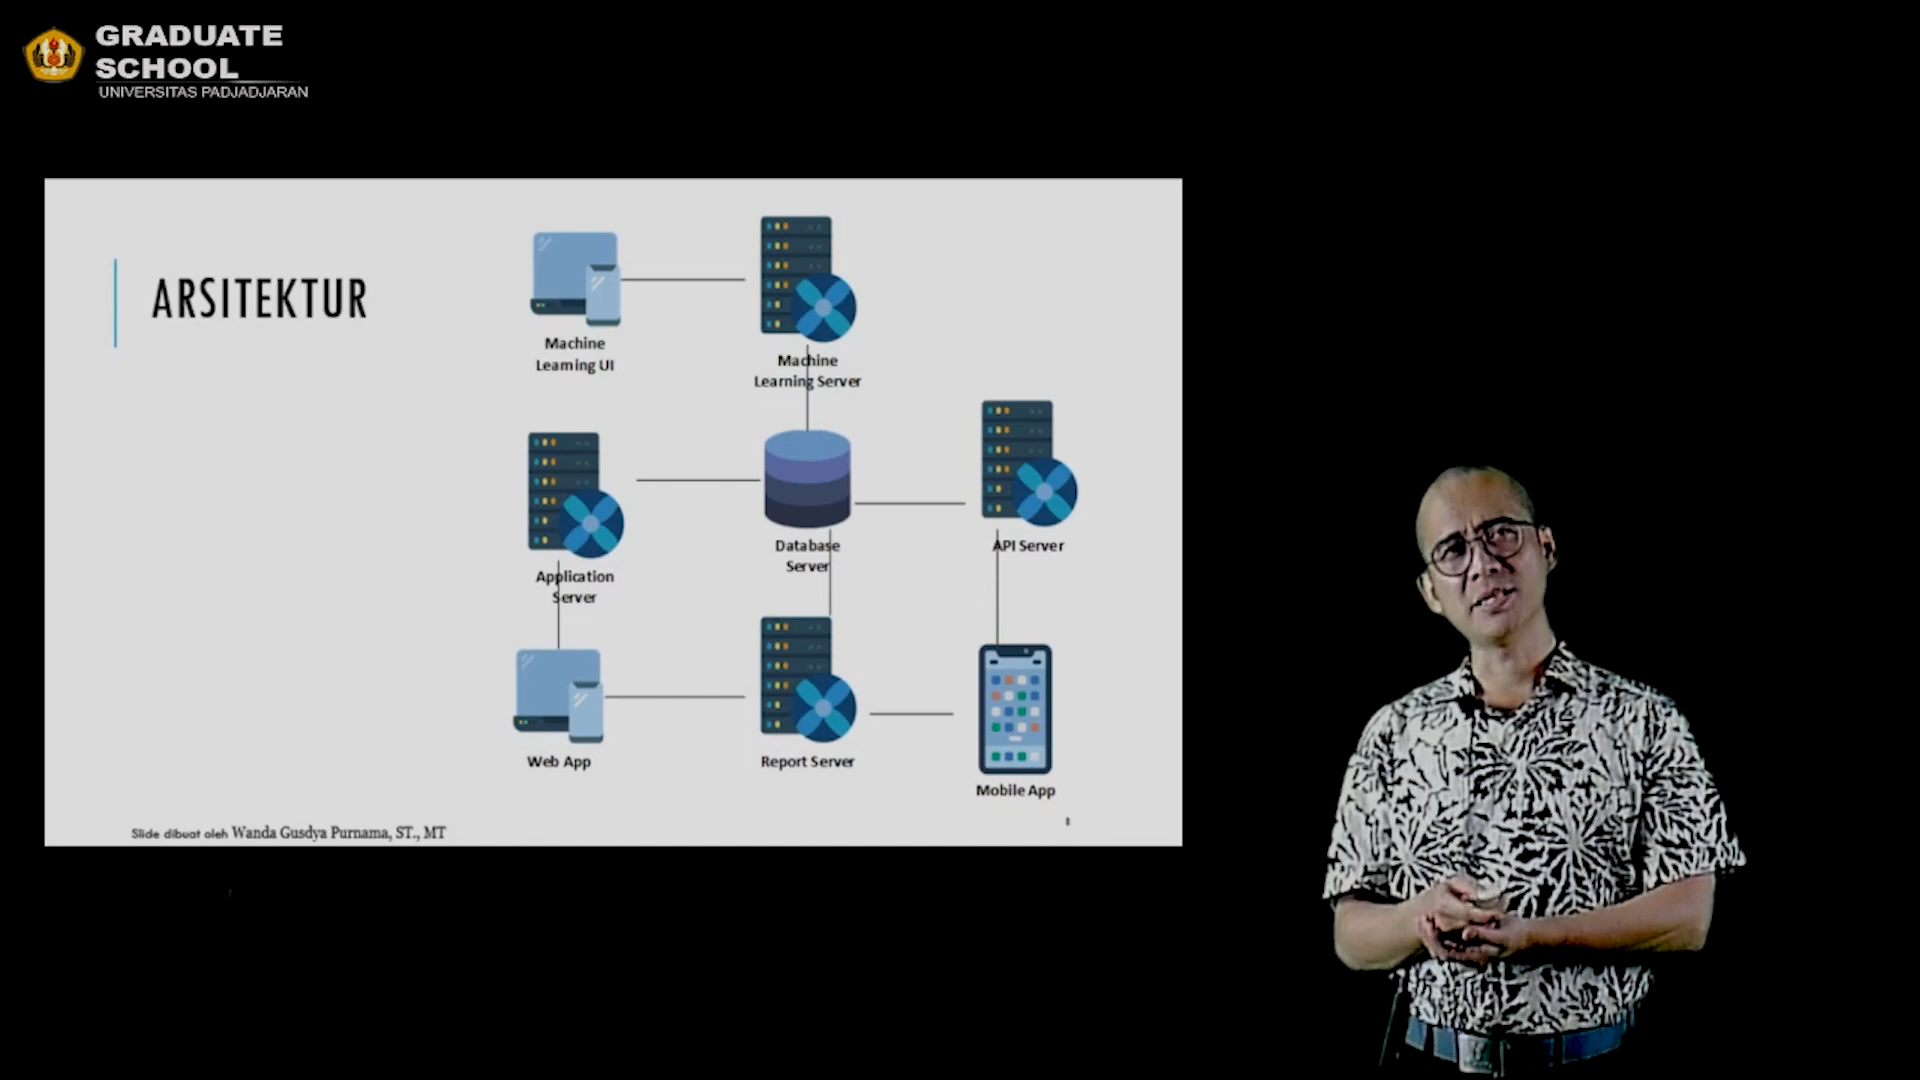 GRADUATE
SCHOOL
UNIVERSITAS PADJADJARAN
ARSITEKTUR
Machine
Learning UI
Machine
Learning Server
Application
Server
Database
Server
API Server
Web App
Report Server
Mobile App
Slide dibuat oleh Wanda Gusdya Purnama, ST., MT